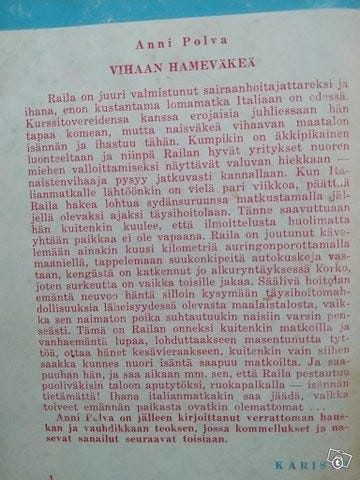 Anni Polva
VIHAAN HAMEVÄKEÄ
Raila on juuri valmistunut sairaanhoitajattareksi ja
ihana, enon kustantama lomamatka Italiaan on edessä.
Kurssitovereidensa kanssa erojaisia juhliessaan hän
tapaa komean, mutta naisväkeä vihaavan maatalon
isännän ja ihastuu tähän. Kumpikin on äkkipikainen
luonteeltaan ja niinpä Railan hyvät yritykset nuoren
miehen valloittamiseksi näyttävät valuvan hiekkaan —
naistenvihaaja pysyy jatkuvasti kannallaan. Kun Ita-
lianmatkalle lähtöönkin on vielä pari viikkoa, päättää
Raila hakea lohtua sydänsuruunsa matkustamalla jäl-
jellä olevaksi ajaksi täysihoitolaan. Tänne saavuttuaan
hän kuitenkin kuulee, että ilmoittelusta huolimatta
yhtään paikkaa ei ole vapaana. Raila on joutunut käve-
lemään ainakin kuusi kilometriä auringonporottamalla
maantiellä, tappelemaan suukonkipeitä autokuskeja vas-
taan, kengästä on katkennut jo alkuryntäyksessä korko,
joten surkeutta on vaikka toisille jakaa. Säälivä hoitolan
emäntä neuvoo häntä silloin kysymään täysihoitomah-
dollisuuksia läheisyydessä olevasta maalaistalosta, vaik-
ka sen naimaton poika suhtautuukin naisiin varsin pen-
seästi. Tämä on Railan onneksi kuitenkin matkoilla ja
vanhaemäntä lupaa, lohduttaakseen masentunutta tyt-
töä, ottaa hänet kesävieraakseen, kuitenkin vain siihen
saakka kunnes nuori isäntä saapuu matkoilta. Ja saa-
puuhan hän, ja saa aikaan mm. sen, että Raila pestautuu
puoliväkisin taloon aputytöksi, ruokapalkalla — isännän
tietämättä! Ihana italianmatkakin saa jäädä, vaikka
toiveet emännän paikasta ovatkin olemattomat ...
Anni Polva on jälleen kirjoittanut verrattoman haus-
kan ja vauhdikkaan teoksen, jossa kommellukset ja na-
sevat sanailut seuraavat toisiaan.
KARIS